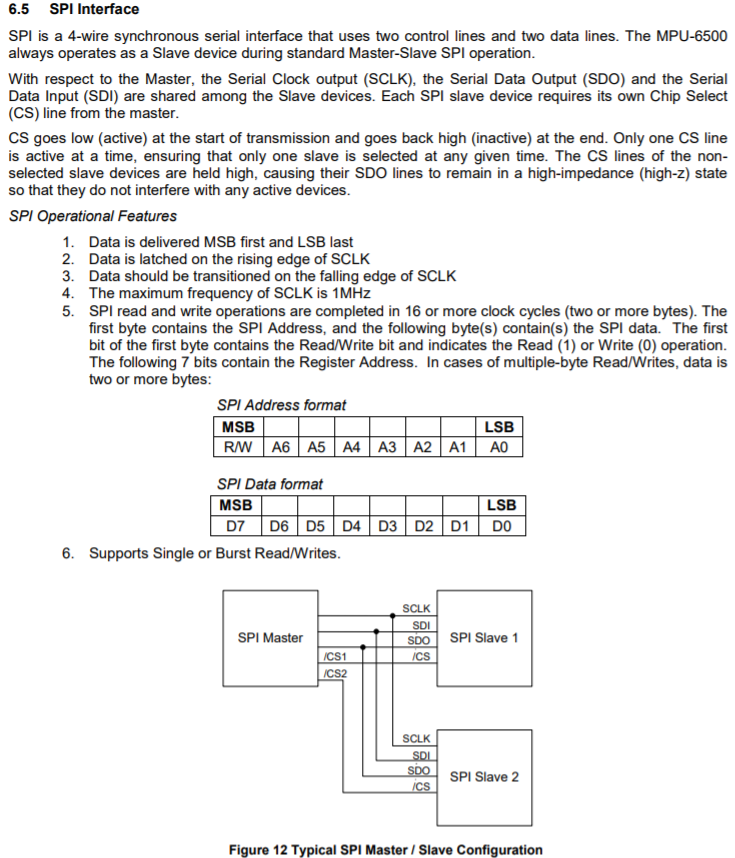 6.5 SPI Interface
SPI is a 4-wire synchronous serial interface that uses two control lines and two data lines. The MPU-6500
always operates as a Slave device during standard Master-Slave SPI operation.
With respect to the Master, the Serial Clock output (SCLK), the Serial Data Output (SDO) and the Serial
Data Input (SDI) are shared among the Slave devices. Each SPI slave device requires its own Chip Select
(CS) line from the master.
CS goes low (active) at the start of transmission and goes back high (inactive) at the end. Only one CS line
is active at a time, ensuring that only one slave is selected at any given time. The CS lines of the non-
selected slave devices are held high, causing their SDO lines to remain in a high-impedance (high-z) state
so that they do not interfere with any active devices.
SPI Operational Features
1. Data is delivered MSB first and LSB last
2. Data is latched on the rising edge of SCLK
3. Data should be transitioned on the falling edge of SCLK
4. The maximum frequency of SCLK is 1MHz
5. SPI read and write operations are completed in 16 or more clock cycles (two or more bytes). The
first byte contains the SPI Address, and the following byte(s) contain(s) the SPI data. The first
bit of the first byte contains the Read/Write bit and indicates the Read (1) or Write (0) operation.
The following 7 bits contain the Register Address. In cases of multiple-byte Read/Writes, data is
two or more bytes:
SPI Address format
MSB LSB
R/W A6 A5 A4 A3 A2 A1 A0
SPI Data format
MSB LSB
D7 D6 D5 D4 D3 D2 D1 D0
6. Supports Single or Burst Read/Writes.
SPI Master
/CS1
/CS2
SCLK
SDI
SDO
/CS
SPI Slave 1
SCLK
SDI
SDO
/CS
SPI Slave 2
Figure 12 Typical SPI Master / Slave Configuration